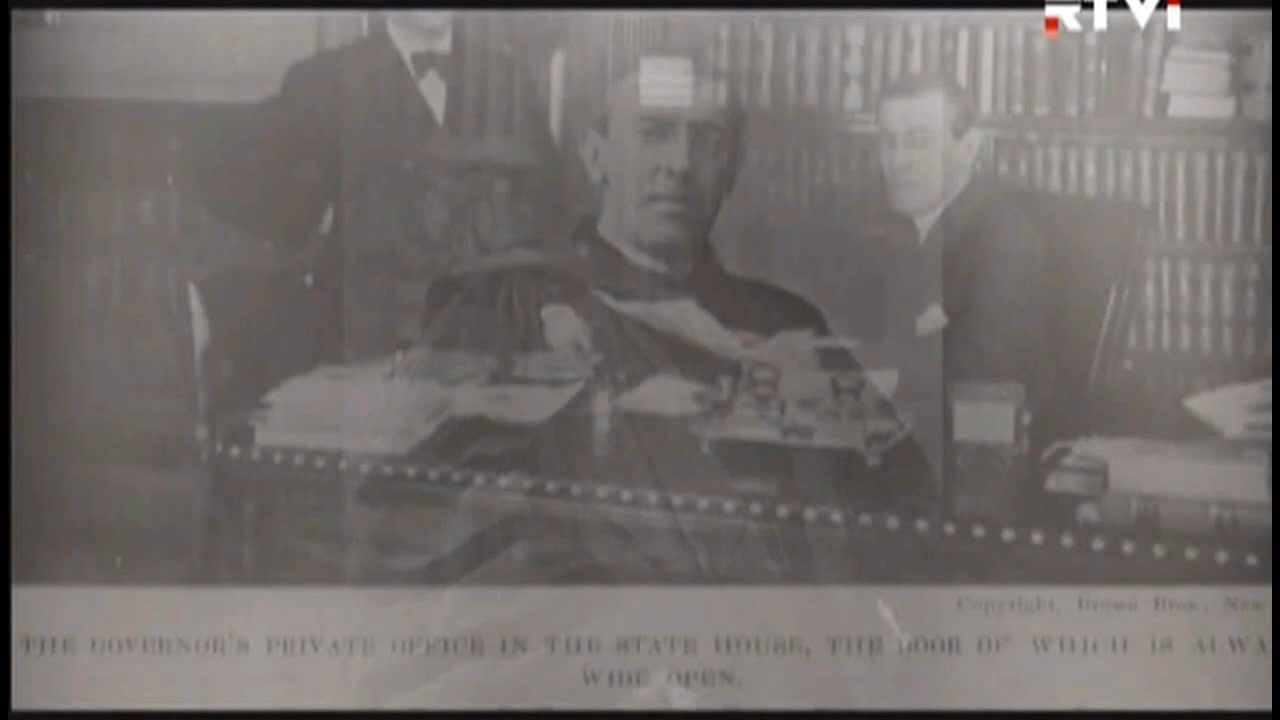 RTVi
Copyright, Brown Bros., New
THE GOVERNOR'S PRIVATE OFFICE IN THE STATE HOUSE, THE DOOR OF WHICH IS ALWA
WIDE OPEN.